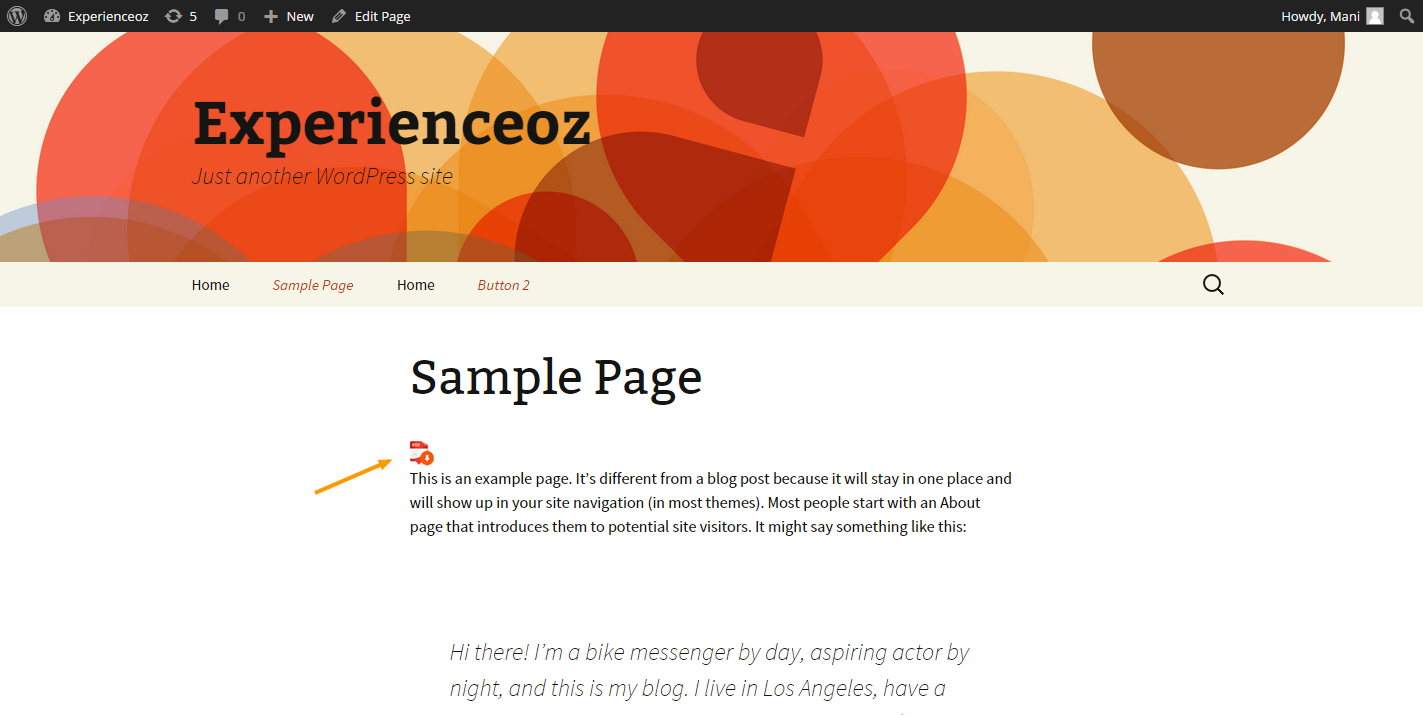 Experienceoz 5 0 New Edit Page Howdy, Mani
Experienceoz
Just another WordPress site
Home Sample Page Home Button 2
Sample Page
PDF
This is an example page. It’s different from a blog post because it will stay in one place and
will show up in your site navigation (in most themes). Most people start with an About
page that introduces them to potential site visitors. It might say something like this:
Hi there! I’m a bike messenger by day, aspiring actor by
night, and this is my blog. I live in Los Angeles, have a